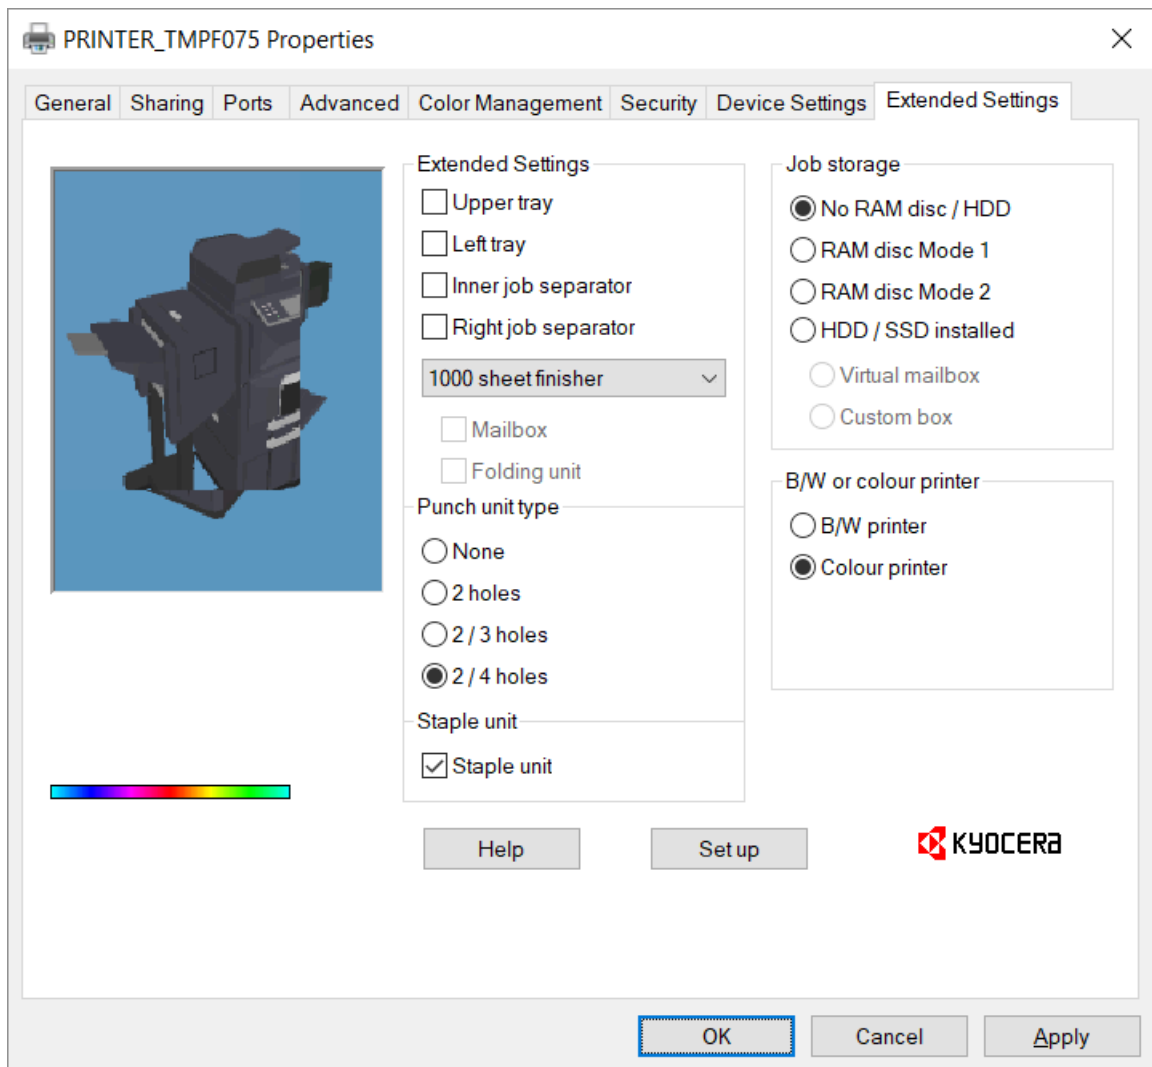 PRINTER_TMPF075 Properties
General Sharing Ports Advanced Color Management Security Device Settings Extended Settings
Extended Settings
Upper tray
Left tray
Inner job separator
Right job separator
1000 sheet finisher
Mailbox
Folding unit
Punch unit type
None
2 holes
2 / 3 holes
2 / 4 holes
Staple unit
Staple unit
Job storage
No RAM disc / HDD
RAM disc Mode 1
RAM disc Mode 2
HDD / SSD installed
Virtual mailbox
Custom box
B/W or colour printer
B/W printer
Colour printer
Help Set up KYOCERA
OK Cancel Apply